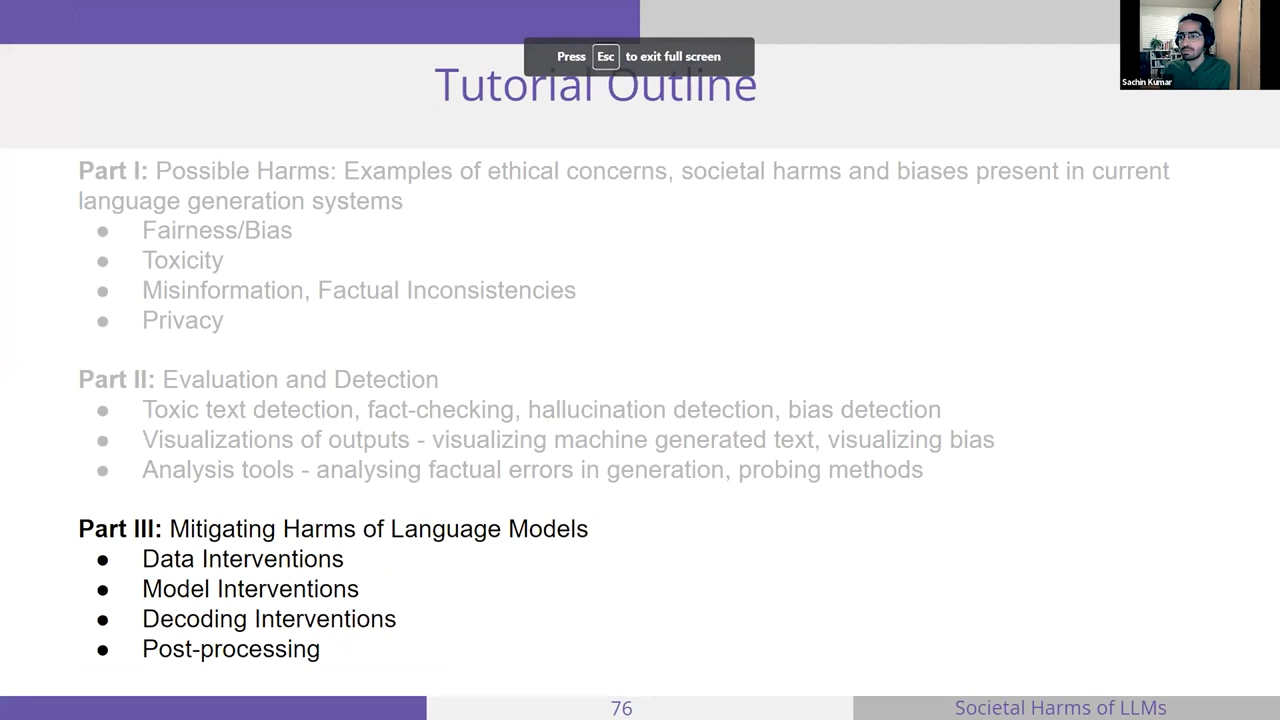 Press Esc to exit full screen
Sachin Kumar
Tutorial Outline
Part I: Possible Harms: Examples of ethical concerns, societal harms and biases present in current
language generation systems
● Fairness/Bias
● Toxicity
● Misinformation, Factual Inconsistencies
● Privacy
Part II: Evaluation and Detection
● Toxic text detection, fact-checking, hallucination detection, bias detection
● Visualizations of outputs - visualizing machine generated text, visualizing bias
● Analysis tools - analysing factual errors in generation, probing methods
Part III: Mitigating Harms of Language Models
● Data Interventions
● Model Interventions
● Decoding Interventions
● Post-processing
76
Societal Harms of LLMs